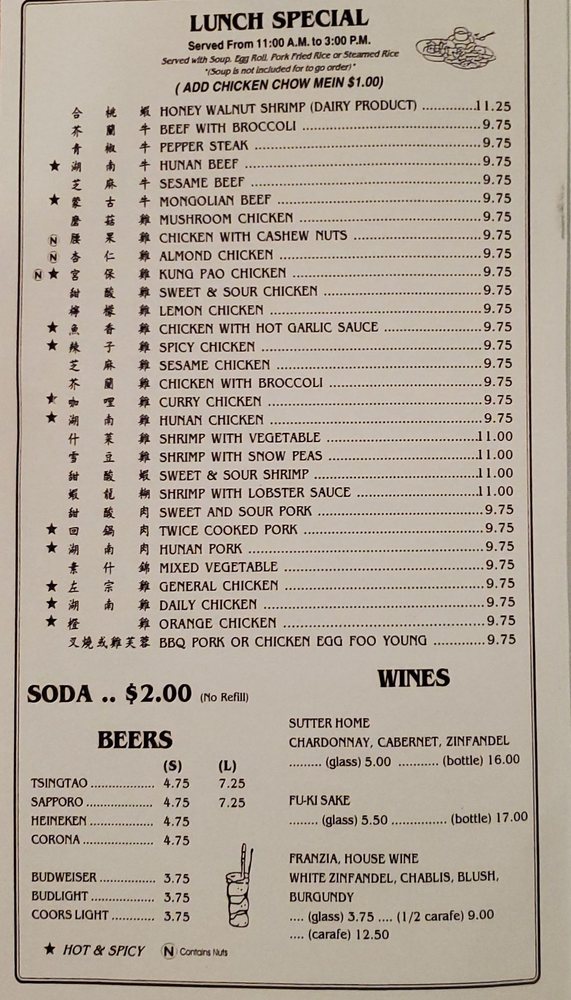 LUNCH SPECIAL
Served From 11:00 A.M. to 3:00 P.M.
Served with Soup, Egg Roll, Pork Fried Rice or Steamed Rice
*(Soup is not included for to go order)*
( ADD CHICKEN CHOW MEIN $1.00)
合 桃 蝦 HONEY WALNUT SHRIMP (DAIRY PRODUCT) ............11.25
芥 蘭 牛 BEEF WITH BROCCOLI ............9.75
青 椒 牛 PEPPER STEAK ............9.75
★ 湖 南 牛 HUNAN BEEF ............9.75
芝 麻 牛 SESAME BEEF ............9.75
★ 蒙 古 牛 MONGOLIAN BEEF ............9.75
蘑 菇 雞 MUSHROOM CHICKEN ............9.75
Ⓝ 腰 果 雞 CHICKEN WITH CASHEW NUTS ............9.75
Ⓝ 杏 仁 雞 ALMOND CHICKEN ............9.75
Ⓝ ★ 宮 保 雞 KUNG PAO CHICKEN ............9.75
甜 酸 雞 SWEET & SOUR CHICKEN ............9.75
檸 檬 雞 LEMON CHICKEN ............9.75
★ 魚 香 雞 CHICKEN WITH HOT GARLIC SAUCE ............9.75
★ 辣 子 雞 SPICY CHICKEN ............9.75
芝 麻 雞 SESAME CHICKEN ............9.75
芥 蘭 雞 CHICKEN WITH BROCCOLI ............9.75
★ 咖 哩 雞 CURRY CHICKEN ............9.75
★ 湖 南 雞 HUNAN CHICKEN ............9.75
什 菜 蝦 SHRIMP WITH VEGETABLE ............11.00
雪 豆 蝦 SHRIMP WITH SNOW PEAS ............11.00
甜 酸 蝦 SWEET & SOUR SHRIMP ............11.00
蝦 龍 糊 SHRIMP WITH LOBSTER SAUCE ............11.00
甜 酸 肉 SWEET AND SOUR PORK ............9.75
★ 回 鍋 肉 TWICE COOKED PORK ............9.75
★ 湖 南 肉 HUNAN PORK ............9.75
素 什 錦 MIXED VEGETABLE ............9.75
★ 左 宗 雞 GENERAL CHICKEN ............9.75
★ 湖 南 雞 DAILY CHICKEN ............9.75
★ 橙 雞 ORANGE CHICKEN ............9.75
叉燒或雞芙蓉 BBQ PORK OR CHICKEN EGG FOO YOUNG ............9.75
SODA .. $2.00 (No Refill)
BEERS
(S) (L)
TSINGTAO ............ 4.75 7.25
SAPPORO ............ 4.75 7.25
HEINEKEN ............ 4.75
CORONA ............ 4.75
BUDWEISER ............ 3.75
BUDLIGHT ............ 3.75
COORS LIGHT ............ 3.75
★ HOT & SPICY Ⓝ Contains Nuts
WINES
SUTTER HOME
CHARDONNAY, CABERNET, ZINFANDEL
......... (glass) 5.00 ........... (bottle) 16.00
FU-KI SAKE
........ (glass) 5.50 ............... (bottle) 17.00
FRANZIA, HOUSE WINE
WHITE ZINFANDEL, CHABLIS, BLUSH,
BURGUNDY
.... (glass) 3.75 .... (1/2 carafe) 9.00
.... (carafe) 12.50